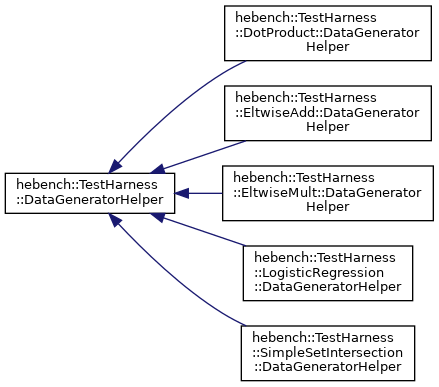 hebench::TestHarness
::DotProduct::DataGenerator
Helper
hebench::TestHarness
::EltwiseAdd::DataGenerator
Helper
hebench::TestHarness
::DataGeneratorHelper
hebench::TestHarness
::EltwiseMult::DataGenerator
Helper
hebench::TestHarness
::LogisticRegression
::DataGeneratorHelper
hebench::TestHarness
::SimpleSetIntersection
::DataGeneratorHelper